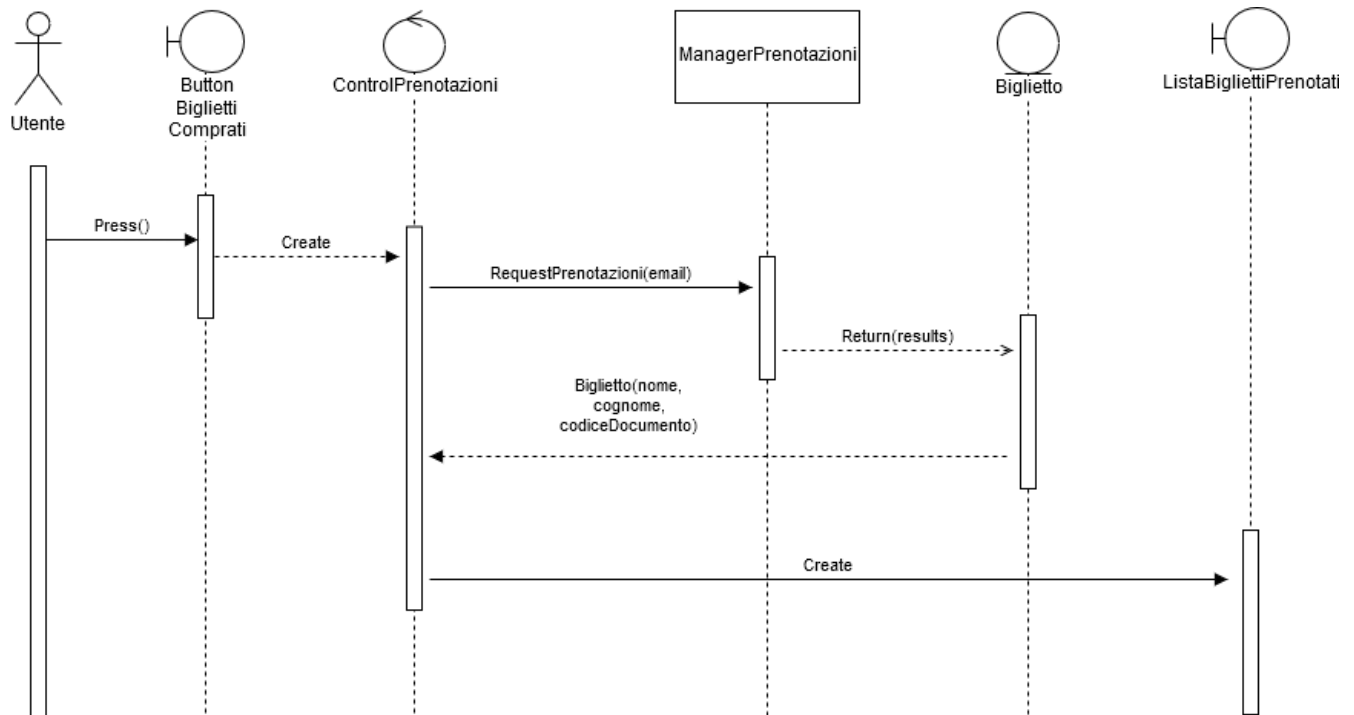 Utente
Button
Biglietti
Comprati
ControlPrenotazioni
ManagerPrenotazioni
Biglietto
ListaBigliettiPrenotati
Press()
Create
RequestPrenotazioni(email)
Return(results)
Biglietto(nome,
cognome,
codiceDocumento)
Create